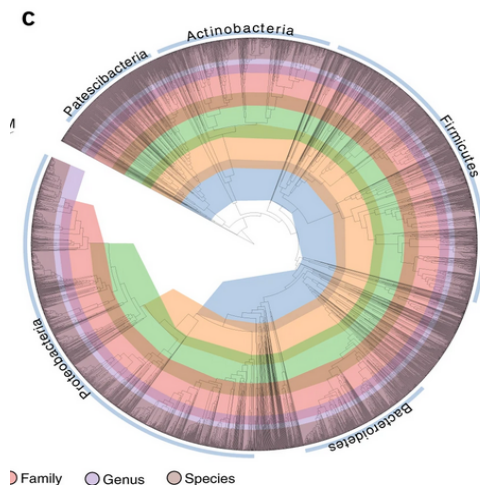 c
Actinobacteria
Patescibacteria
Firmicutes
Proteobacteria
Bacteroidetes
Family Genus Species